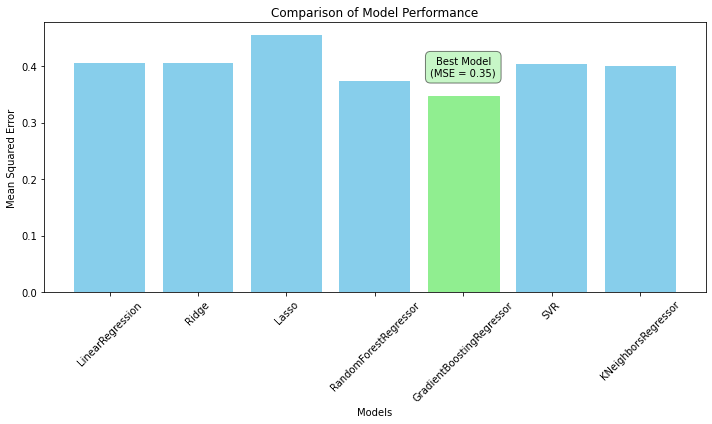 Comparison of Model Performance
Mean Squared Error
0.4
0.3
0.2
0.1
0.0
Best Model
(MSE = 0.35)
LinearRegression
Ridge
Lasso
RandomForestRegressor
GradientBoostingRegressor
SVR
KNeighborsRegressor
Models